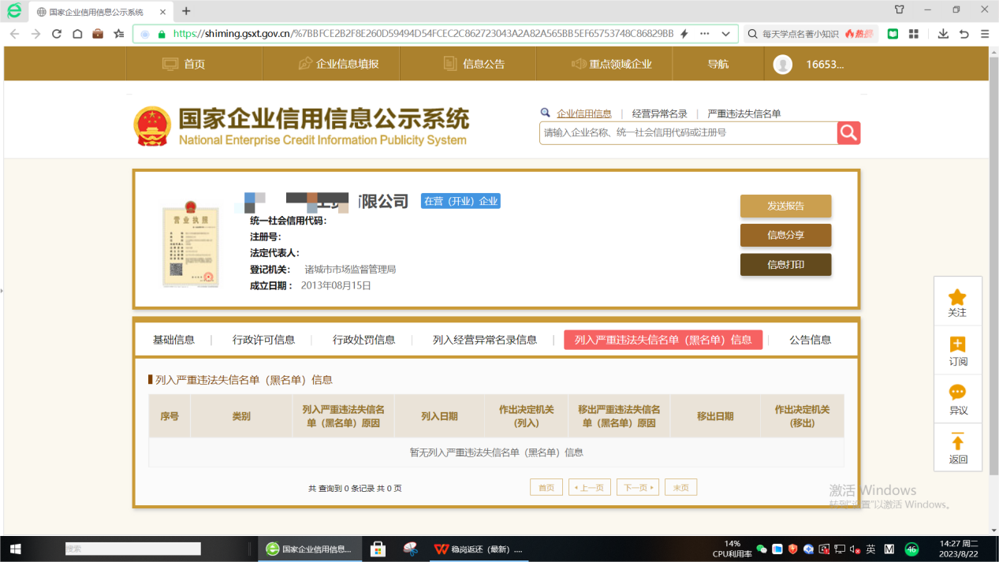 国家企业信用信息公示系统
https://shiming.gsxt.gov.cn/%7BBFCE2B2F8E260D59494D54FCEC2C862723043A2A82A565BB5EF65753748C86829BB
每天学点名著小知识
热搜
首页
企业信息填报
信息公告
重点领域企业
导航
16653...
国家企业信用信息公示系统
National Enterprise Credit Information Publicity System
企业信用信息 | 经营异常名录 | 严重违法失信名单
请输入企业名称、统一社会信用代码或注册号
限公司
在营（开业）企业
营业执照
统一社会信用代码：
注册号：
法定代表人：
登记机关： 诸城市市场监督管理局
成立日期： 2013年08月15日
发送报告
信息分享
信息打印
关注
订阅
异议
返回
基础信息 | 行政许可信息 | 行政处罚信息 | 列入经营异常名录信息 | 列入严重违法失信名单（黑名单）信息 | 公告信息
列入严重违法失信名单（黑名单）信息
序号
类别
列入严重违法失信名
单（黑名单）原因
列入日期
作出决定机关
(列入)
移出严重违法失信名
单（黑名单）原因
移出日期
作出决定机关
(移出)
暂无列入严重违法失信名单（黑名单）信息
共 查询到 0 条记录 共 0 页
首页
上一页
下一页
末页
激活 Windows
转到"设置"以激活 Windows。
搜索
国家企业信用信息...
稳岗返还（最新）....
14%
CPU利用率
英
M
46
14:27 周二
2023/8/22